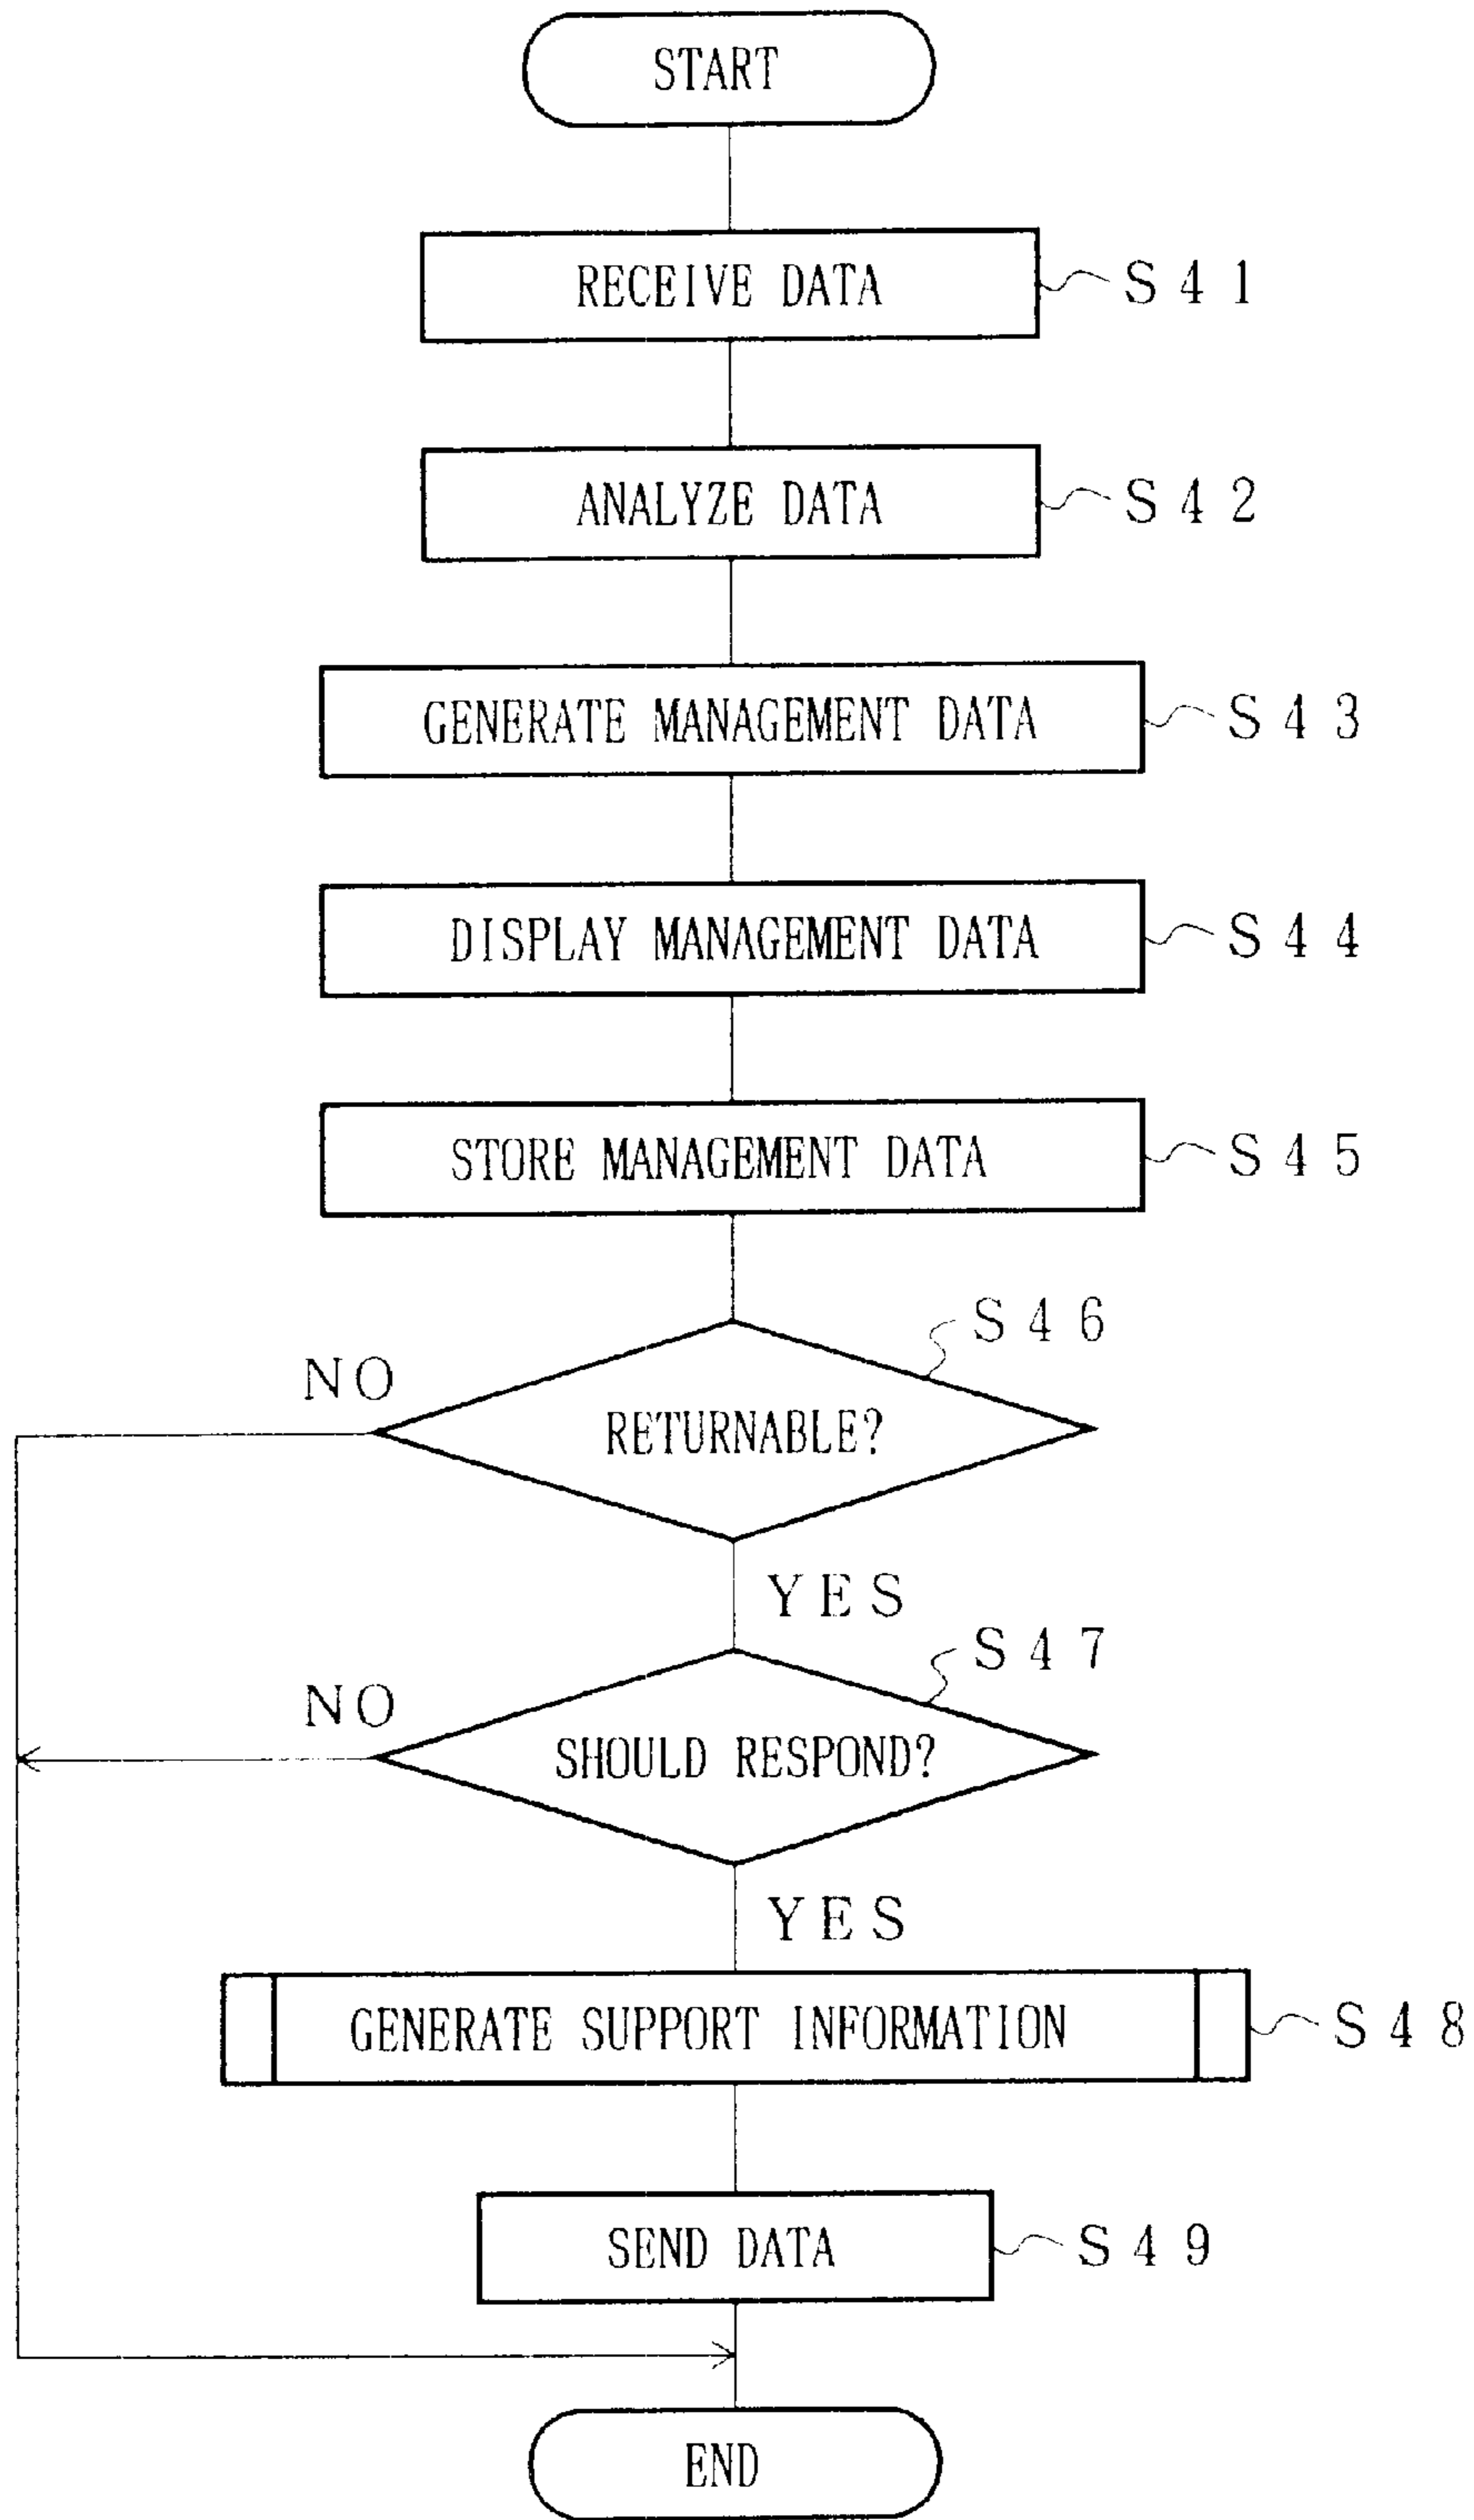 START
RECEIVE DATA S41
ANALYZE DATA S42
GENERATE MANAGEMENT DATA S43
DISPLAY MANAGEMENT DATA S44
STORE MANAGEMENT DATA S45
S46
NO
RETURNABLE?
YES
S47
NO
SHOULD RESPOND?
YES
GENERATE SUPPORT INFORMATION S48
SEND DATA S49
END